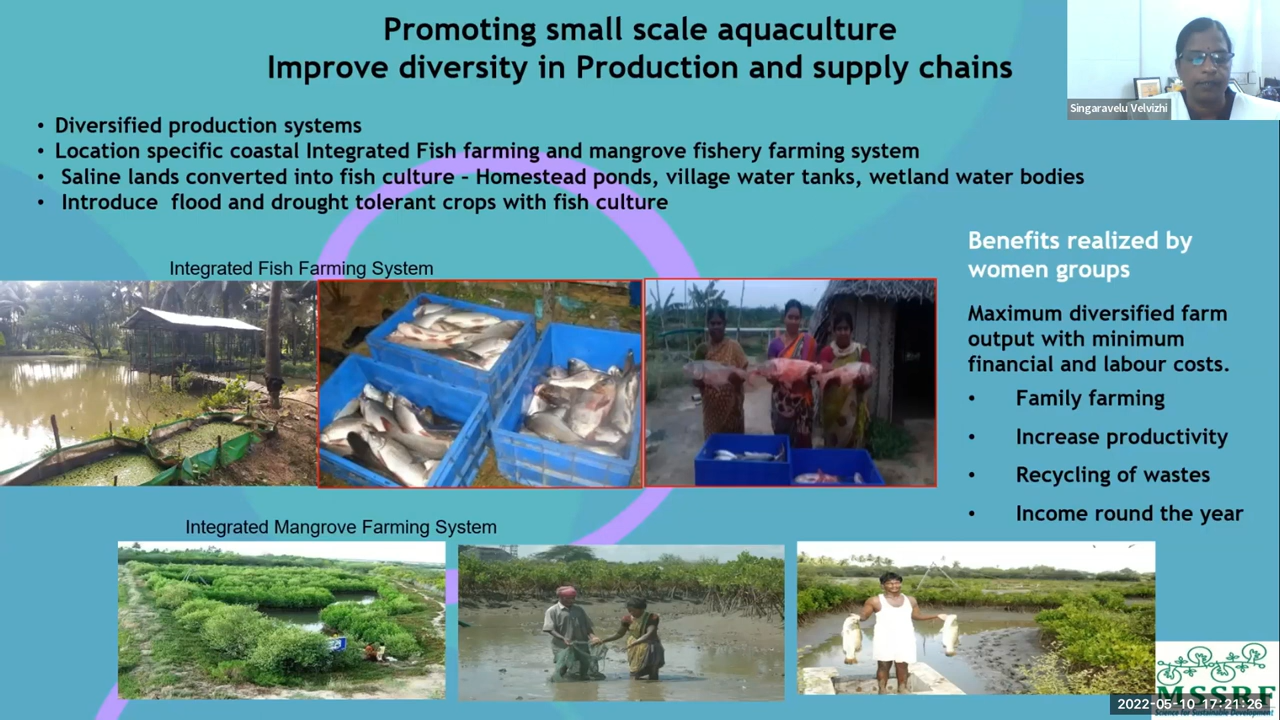 Promoting small scale aquaculture
Improve diversity in Production and supply chains
Singaravelu Velvizhi
• Diversified production systems
• Location specific coastal Integrated Fish farming and mangrove fishery farming system
• Saline lands converted into fish culture – Homestead ponds, village water tanks, wetland water bodies
• Introduce flood and drought tolerant crops with fish culture
Benefits realized by
women groups
Integrated Fish Farming System
Maximum diversified farm
output with minimum
financial and labour costs.
• Family farming
• Increase productivity
• Recycling of wastes
• Income round the year
Integrated Mangrove Farming System
MSSRF
2022-05-10 17:21:26
Science for Sustainable Development